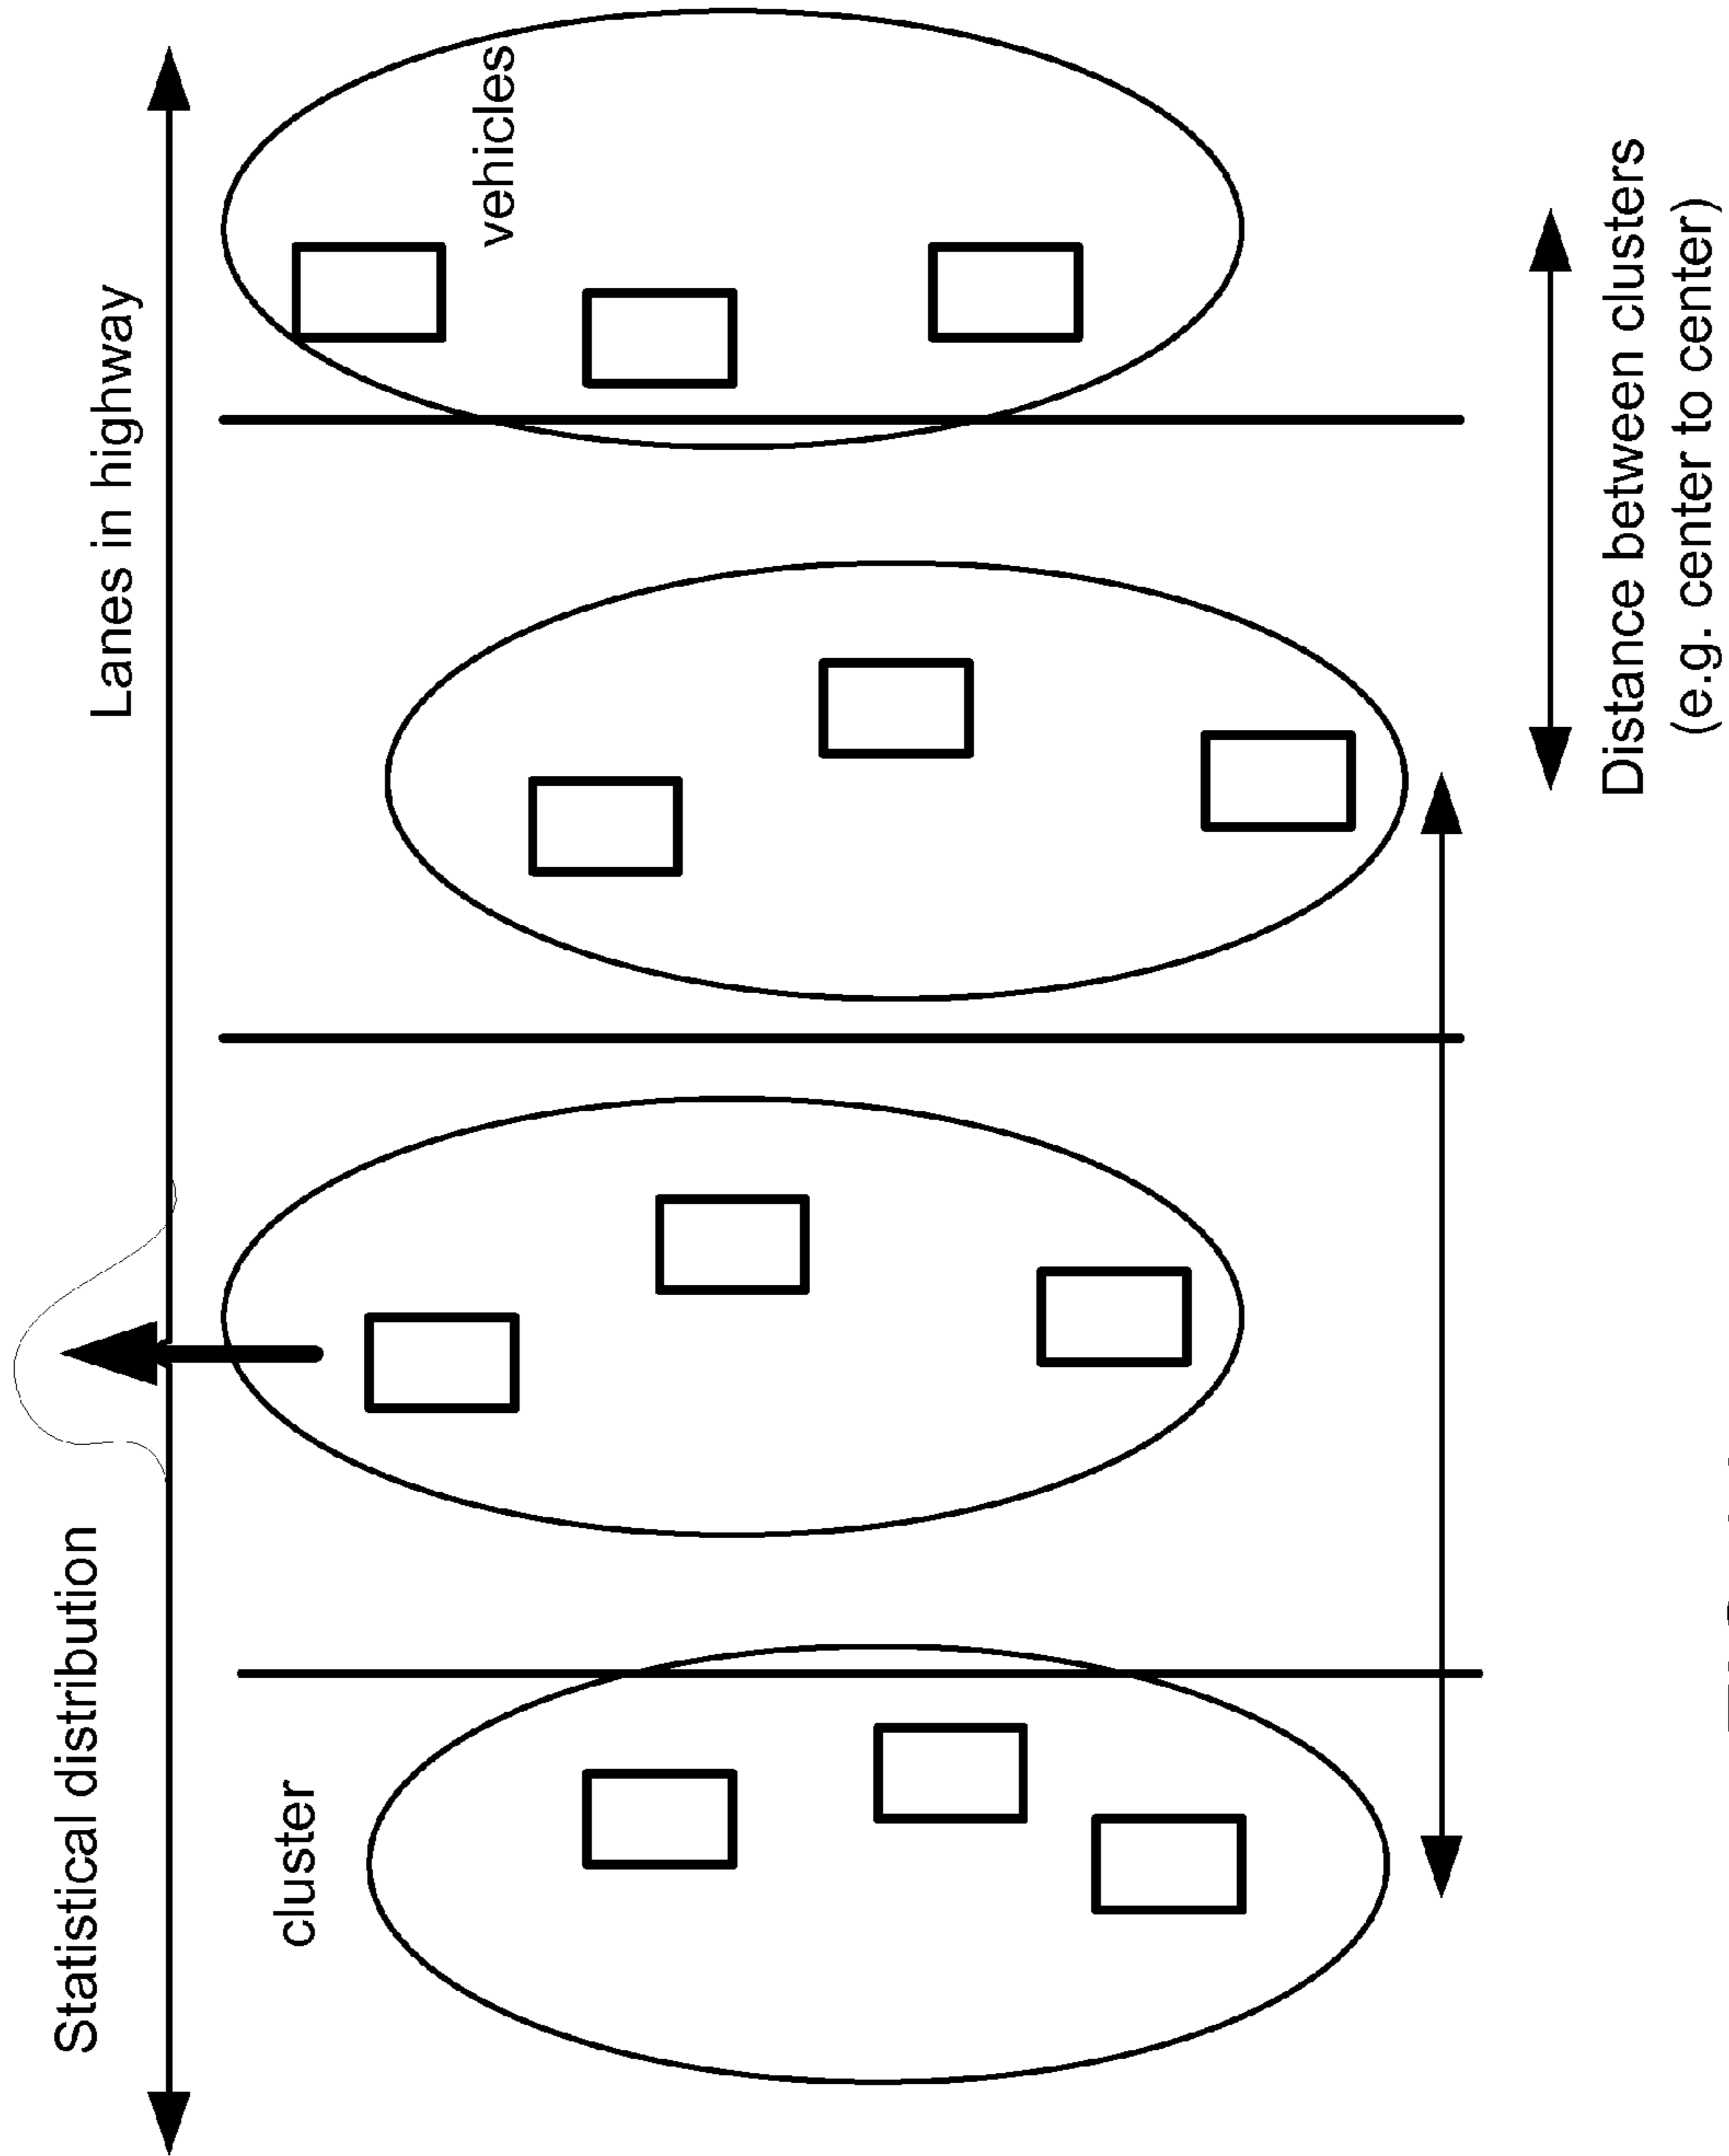 Statistical distribution
Lanes in highway
cluster
vehicles
Distance between clusters
(e.g. center to center)